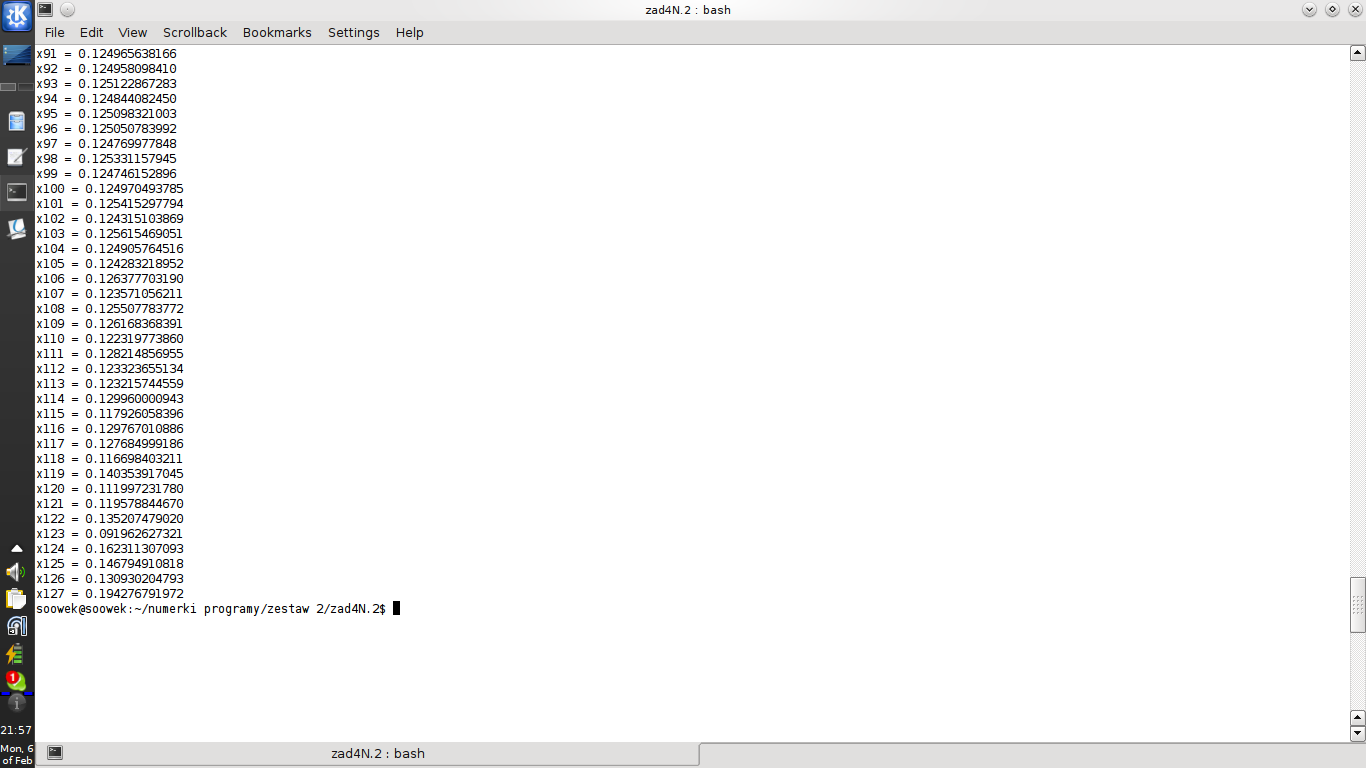 zad4N.2 : bash
File Edit View Scrollback Bookmarks Settings Help
x91 = 0.124965638166
x92 = 0.124958098410
x93 = 0.125122867283
x94 = 0.124844082450
x95 = 0.125098321003
x96 = 0.125050783992
x97 = 0.124769977848
x98 = 0.125331157945
x99 = 0.124746152896
x100 = 0.124970493785
x101 = 0.125415297794
x102 = 0.124315103869
x103 = 0.125615469051
x104 = 0.124905764516
x105 = 0.124283218952
x106 = 0.126377703190
x107 = 0.123571056211
x108 = 0.125507783772
x109 = 0.126168368391
x110 = 0.122319773860
x111 = 0.128214856955
x112 = 0.123323655134
x113 = 0.123215744559
x114 = 0.129960000943
x115 = 0.117926058396
x116 = 0.129767010886
x117 = 0.127684999186
x118 = 0.116698403211
x119 = 0.140353917045
x120 = 0.111997231780
x121 = 0.119578844670
x122 = 0.135207479020
x123 = 0.091962627321
x124 = 0.162311307093
x125 = 0.146794910818
x126 = 0.130930204793
x127 = 0.194276791972
soowek@soowek:~/numerki programy/zestaw 2/zad4N.2$
1
21:57
Mon, 6
of Feb
zad4N.2 : bash